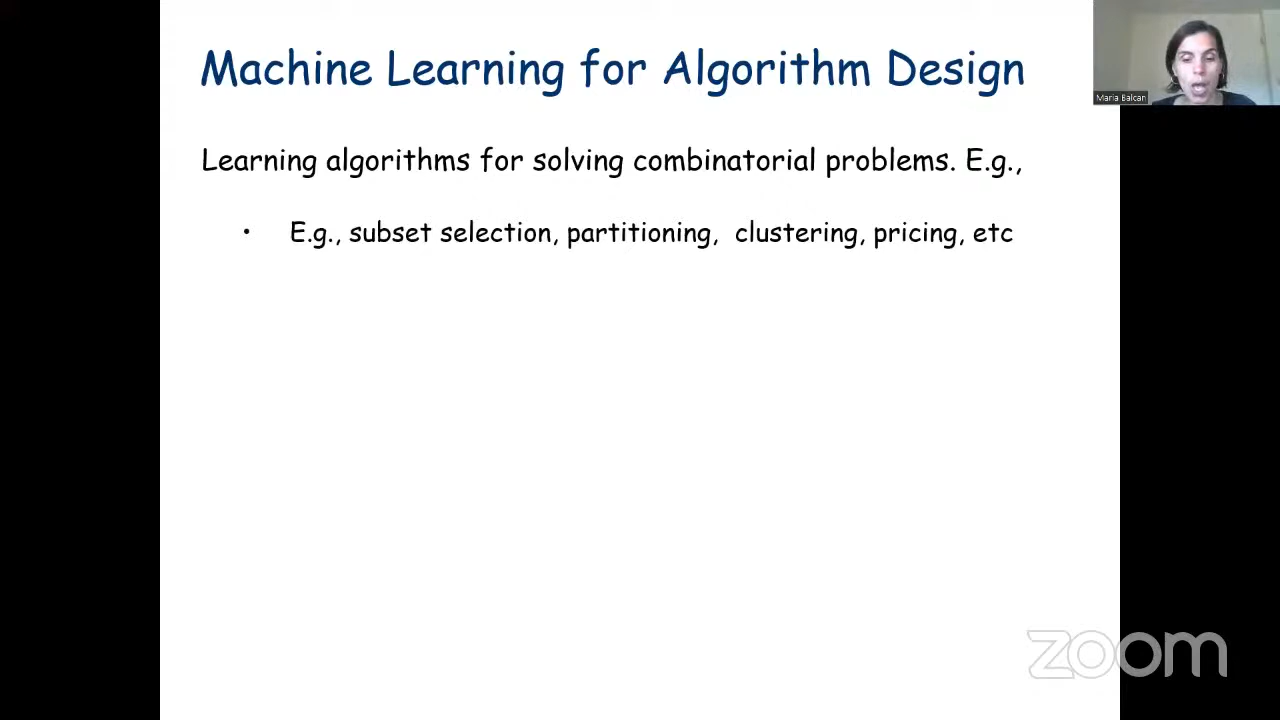 Machine Learning for Algorithm Design
Maria Balcan
Learning algorithms for solving combinatorial problems. E.g.,
• E.g., subset selection, partitioning, clustering, pricing, etc
zoom